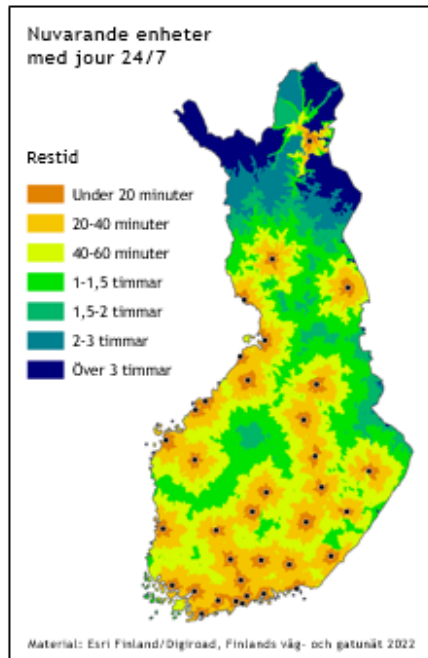 Nuvarande enheter
med jour 24/7
Restid
Under 20 minuter
20-40 minuter
40-60 minuter
1-1,5 timmar
1,5-2 timmar
2-3 timmar
Över 3 timmar
Material: Esri Finland/Digiroad, Finlands väg- och gatunät 2022